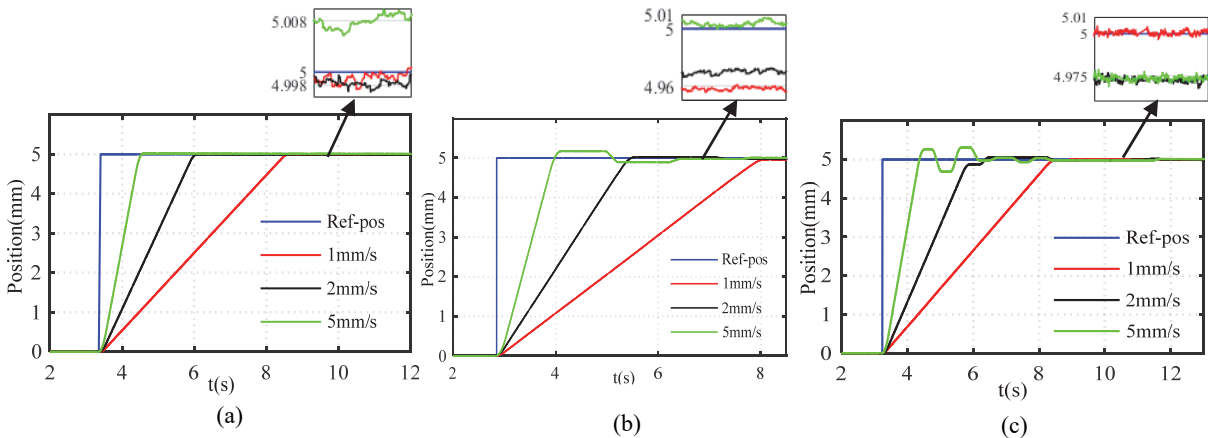 5.008
5
4.998
5
4
3
2
1
0
Position(mm)
Ref-pos
1mm/s
2mm/s
5mm/s
2 4 6 8 10 12
t(s)
(a)
5.01
5
4.96
6
5
4
3
2
1
0
Position(mm)
Ref-pos
1mm/s
2mm/s
5mm/s
2 4 6 8
t(s)
(b)
5.01
5
4.975
6
5
4
3
2
1
0
Position(mm)
Ref-pos
1mm/s
2mm/s
5mm/s
2 4 6 8 10 12
t(s)
(c)